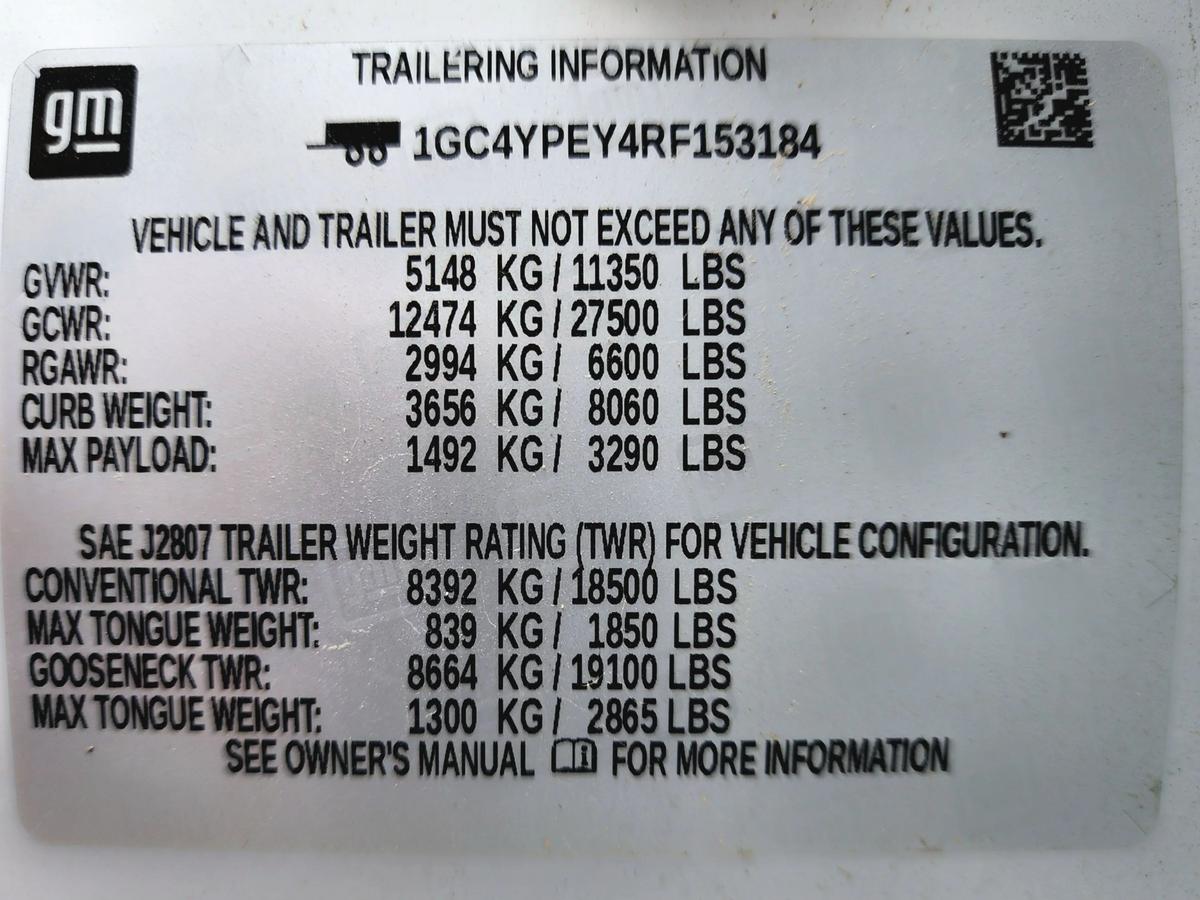 gm
TRAILERING INFORMATION
1GC4YPEY4RF153184
VEHICLE AND TRAILER MUST NOT EXCEED ANY OF THESE VALUES.
GVWR: 5148 KG / 11350 LBS
GCWR: 12474 KG / 27500 LBS
RGAWR: 2994 KG / 6600 LBS
CURB WEIGHT: 3656 KG / 8060 LBS
MAX PAYLOAD: 1492 KG / 3290 LBS
SAE J2807 TRAILER WEIGHT RATING (TWR) FOR VEHICLE CONFIGURATION.
CONVENTIONAL TWR: 8392 KG / 18500 LBS
MAX TONGUE WEIGHT: 839 KG / 1850 LBS
GOOSENECK TWR: 8664 KG / 19100 LBS
MAX TONGUE WEIGHT: 1300 KG / 2865 LBS
SEE OWNER'S MANUAL FOR MORE INFORMATION